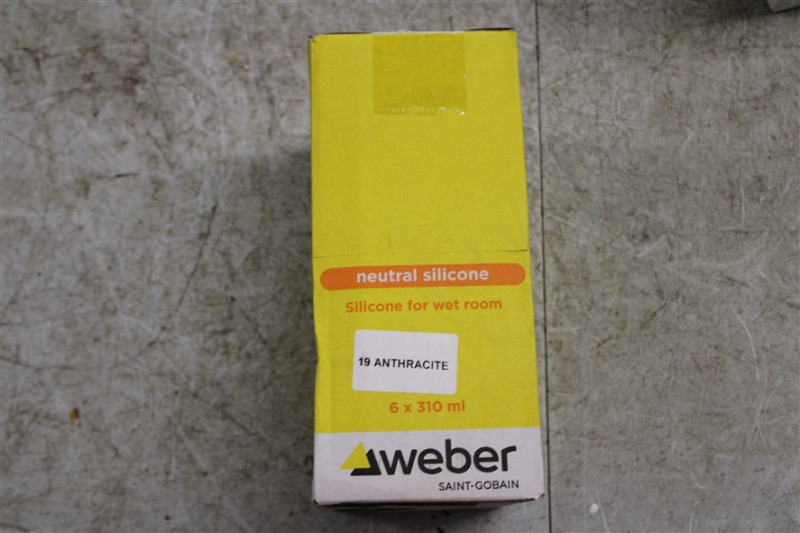 neutral silicone
Silicone for wet room
19 ANTHRACITE
6 x 310 ml
weber
SAINT-GOBAIN